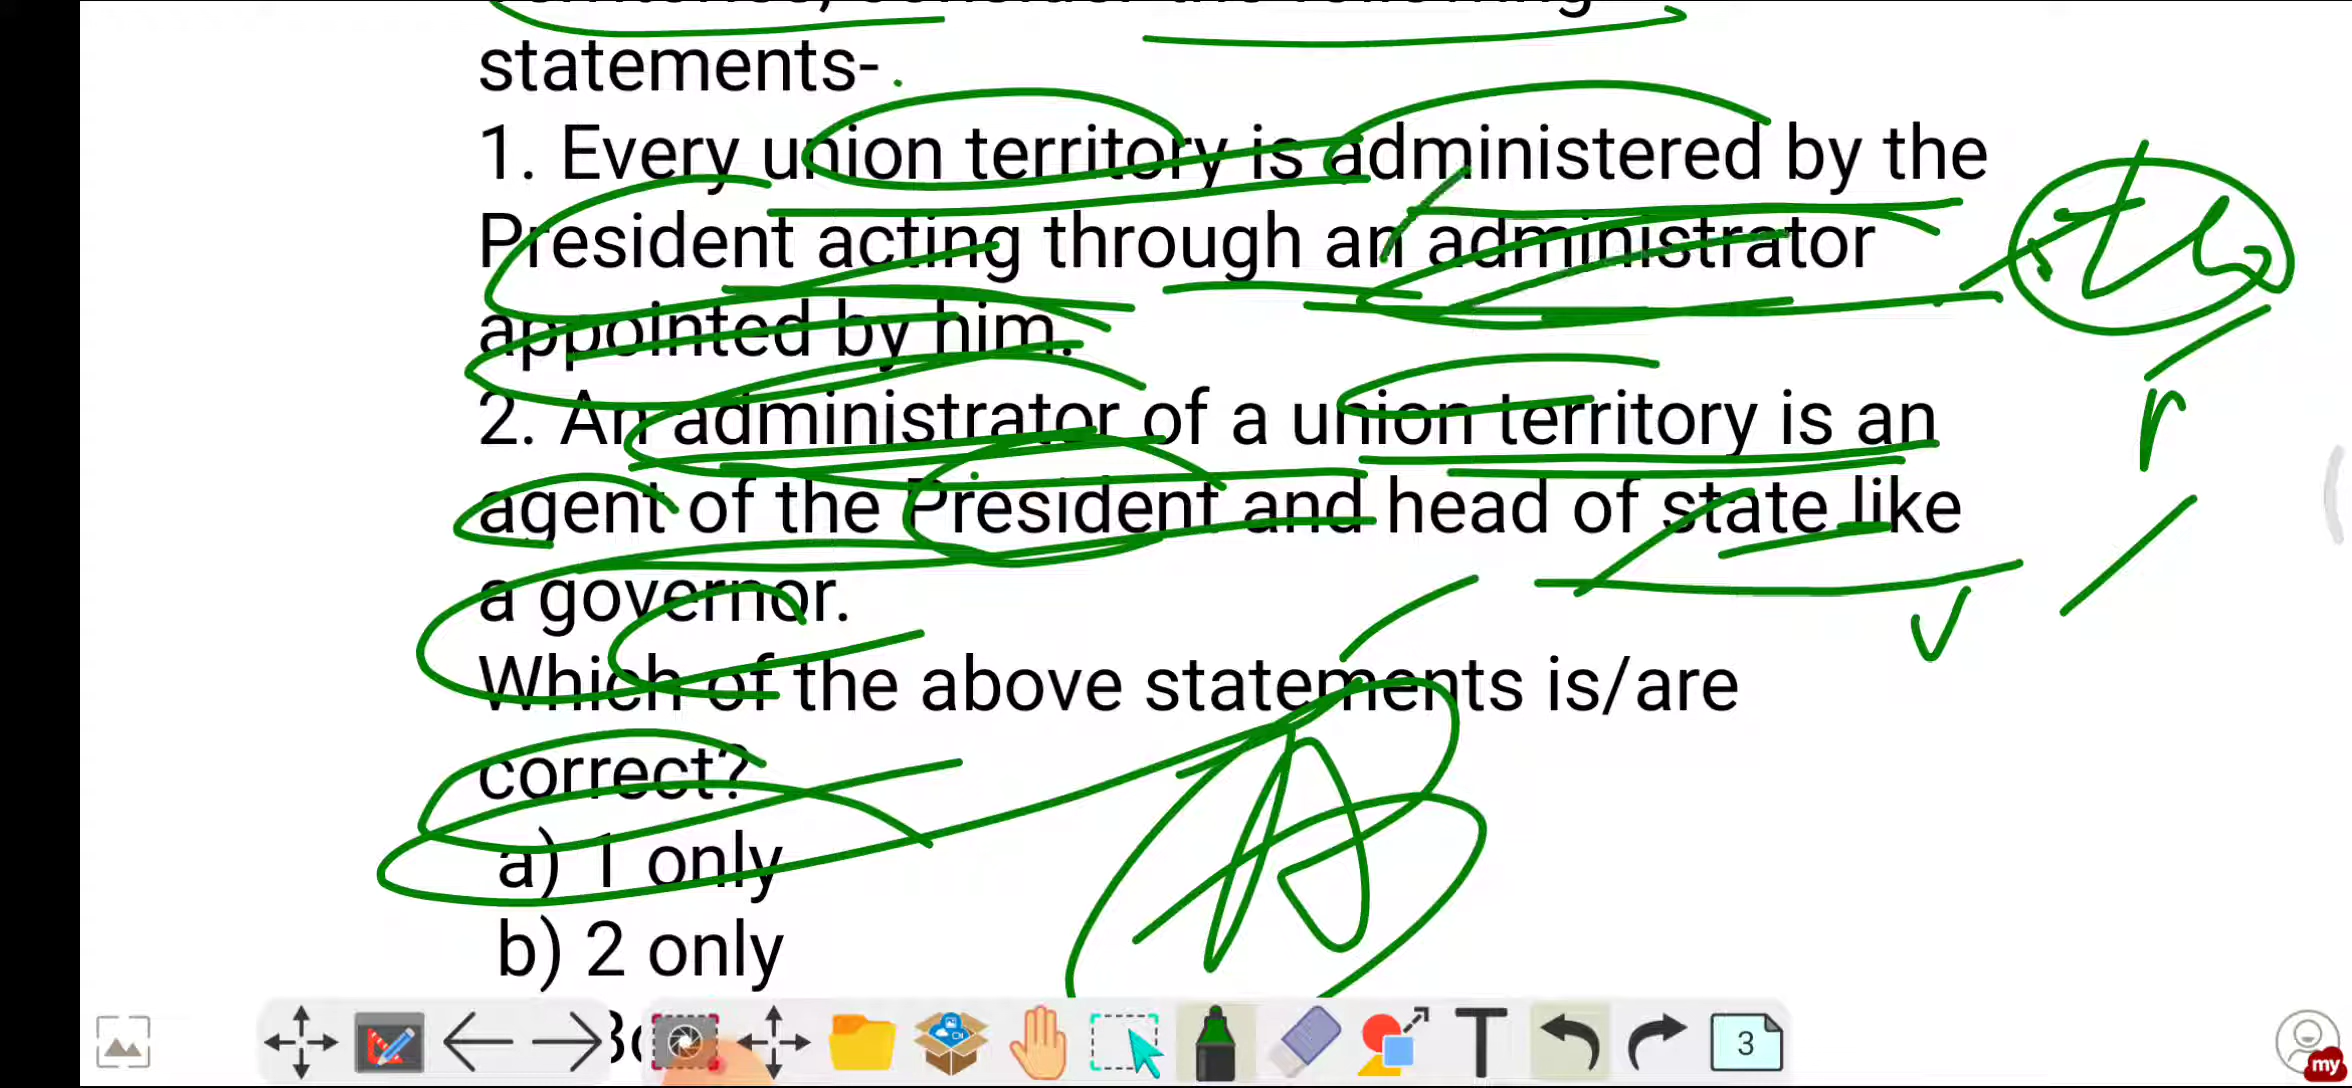 statements-
1. Every union territory is administered by the
President acting through an administrator
appointed by him.
2. An administrator of a union territory is an
agent of the President and head of state like
a governor.
Which of the above statements is/are
correct?
a) 1 only
b) 2 only
T
3
my